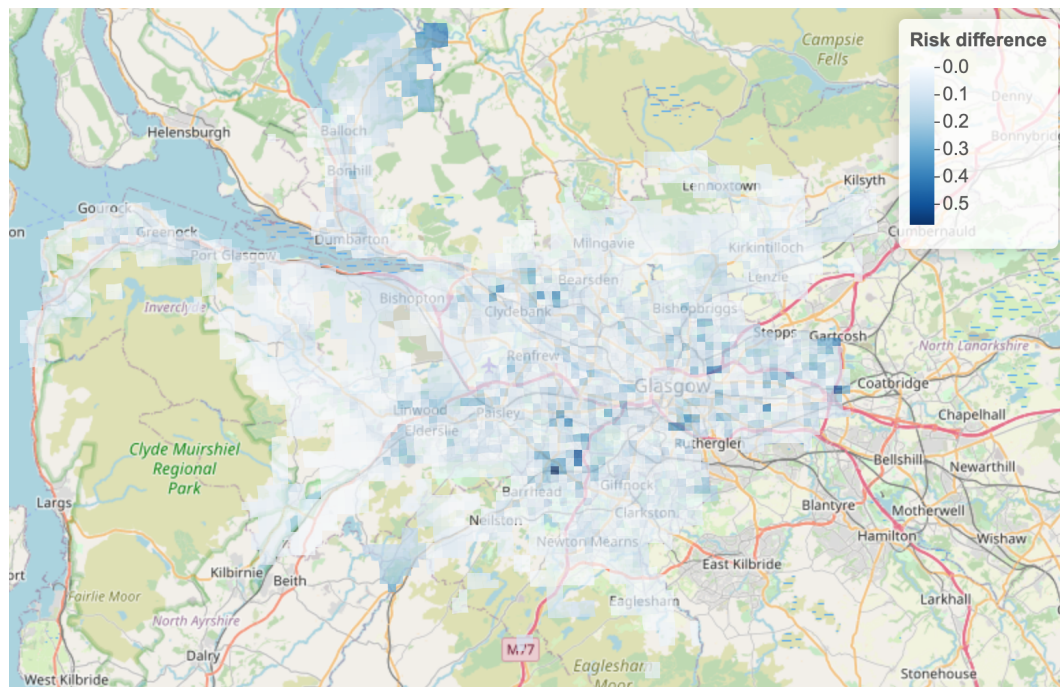 Campsie
Fells
Risk difference
-0.0
-0.1
-0.2
-0.3
-0.4
-0.5
Denny
Bonnybrid
Helensburgh
Balloch
Bonhill
Lennoxtown
Kilsyth
Gourock
on
Greenock
Dumbarton
Milngavie
Kirkintilloch
Cumbernauld
Port Glasgow
Bearsden
Lenzie
Inverclyde
Bishopton
Clydebank
Bishopbriggs
Stepps
Gartcosh
North Lanarkshire
Renfrew
Glasgow
Coatbridge
Linwood
Paisley
Chapelhall
Elderslie
Rutherglen
Clyde Muirshiel
Regional
Park
Bellshill
Newarthill
Barrhead
Giffnock
Largs
Blantyre
Motherwell
Neilston
Clarkston
Hamilton
Wishaw
Newton Mearns
East Kilbride
ort
Kilbirnie
Beith
Fairlie Moor
Eaglesham
Larkhall
North Ayrshire
Dalry
M77
Eaglesham
Moor
West Kilbride
Stonehouse